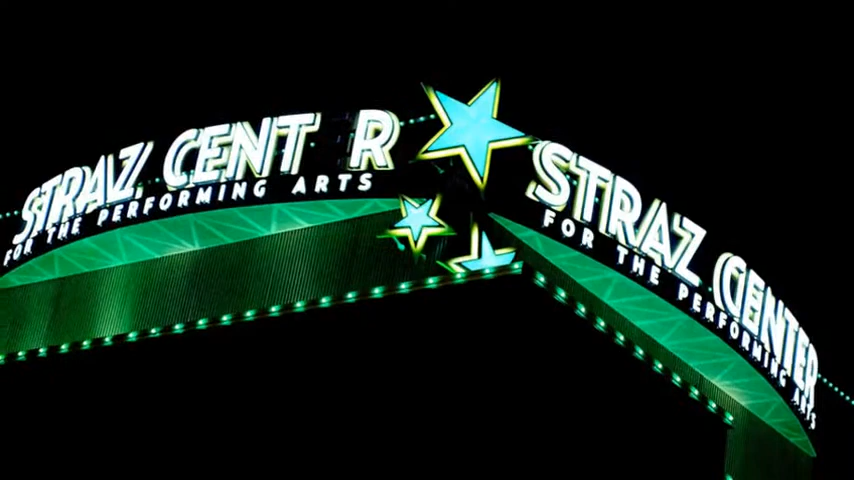 STRAZ CENT R
FOR THE PERFORMING ARTS
STRAZ CENTER
FOR THE PERFORMING ARTS